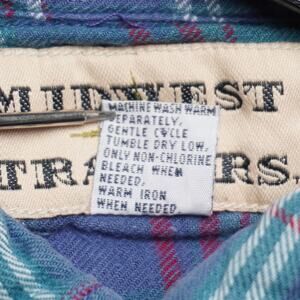 MIDWEST
TRADERS.
MACHINE WASH WARM
SEPARATELY,
GENTLE CYCLE
TUMBLE DRY LOW,
ONLY NON-CHLORINE
BLEACH WHEN
NEEDED,
WARM IRON
WHEN NEEDED.